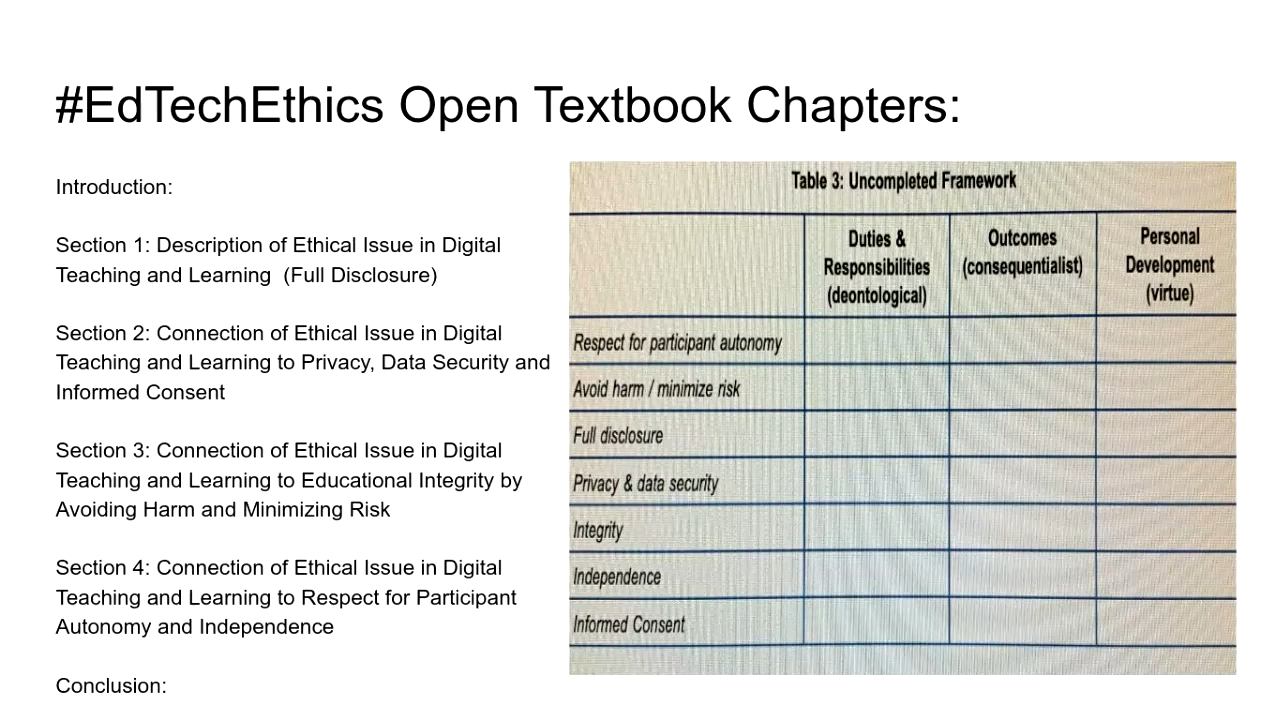 #EdTechEthics Open Textbook Chapters:
Introduction:
Section 1: Description of Ethical Issue in Digital
Teaching and Learning  (Full Disclosure)
Section 2: Connection of Ethical Issue in Digital
Teaching and Learning to Privacy, Data Security and
Informed Consent
Section 3: Connection of Ethical Issue in Digital
Teaching and Learning to Educational Integrity by
Avoiding Harm and Minimizing Risk
Section 4: Connection of Ethical Issue in Digital
Teaching and Learning to Respect for Participant
Autonomy and Independence
Conclusion:
Table 3: Uncompleted Framework
Duties &
Responsibilities
(deontological)
Outcomes
(consequentialist)
Personal
Development
(virtue)
Respect for participant autonomy
Avoid harm / minimize risk
Full disclosure
Privacy & data security
Integrity
Independence
Informed Consent